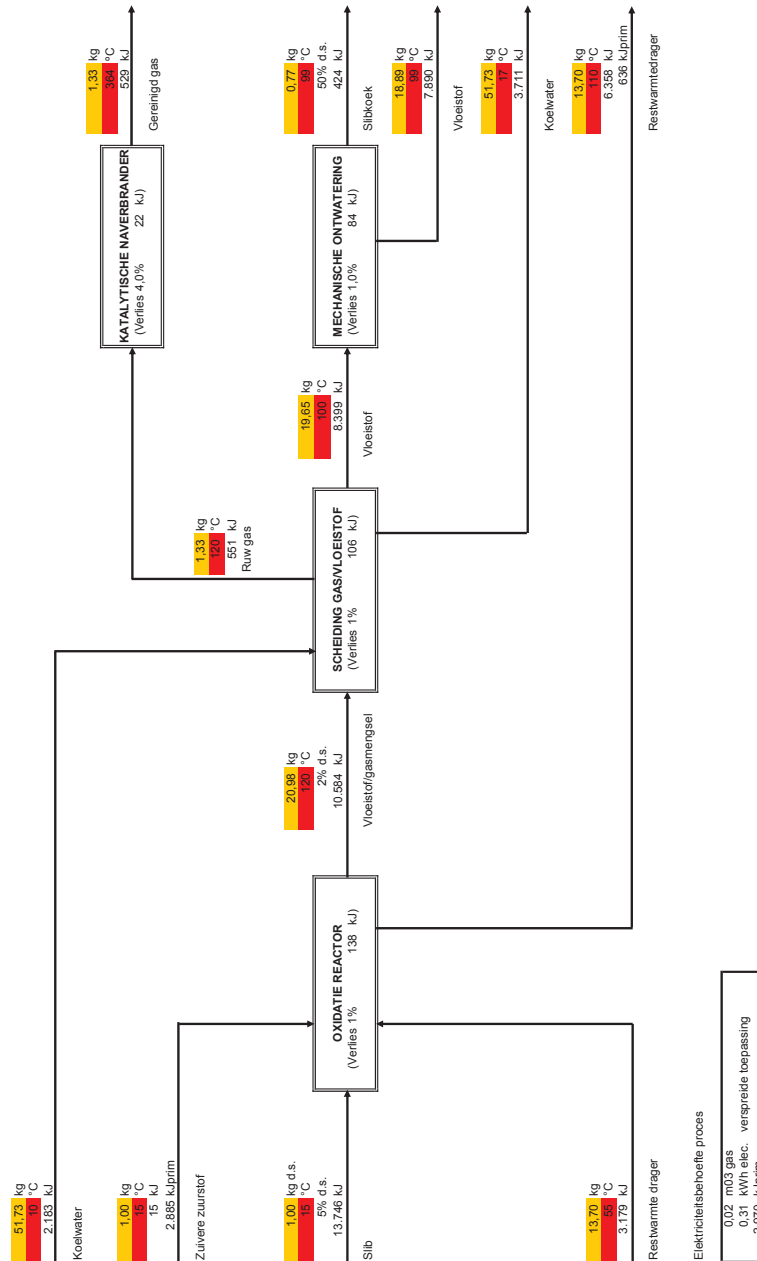 51,73 kg
10 °C
2.183 kJ
Koelwater
1,00 kg
15 °C
15 kJ
2.885 kJprim
Zuivere zuurstof
1,00 kg d.s.
15 °C
5% d.s.
13.746 kJ
Slib
13,70 kg
55 °C
3.179 kJ
Restwarmte drager
Elektriciteitsbehoefte proces
0,02 m03 gas
0,31 kWh elec. verspreide toepassing
OXIDATIE REACTOR
(Verlies 1% 138 kJ)
20,98 kg
120 °C
2% d.s.
10.584 kJ
Vloeistof/gasmengsel
SCHEIDING GAS/VLOEISTOF
(Verlies 1% 106 kJ)
1,33 kg
120 °C
551 kJ
Ruw gas
19,65 kg
100 °C
8.399 kJ
Vloeistof
KATALYTISCHE NAVERBRANDER
(Verlies 4,0% 22 kJ)
MECHANISCHE ONTWATERING
(Verlies 1,0% 84 kJ)
1,33 kg
364 °C
529 kJ
Gereinigd gas
0,77 kg
99 °C
50% d.s.
424 kJ
Slibkoek
18,89 kg
99 °C
7.890 kJ
Vloeistof
51,73 kg
17 °C
3.711 kJ
Koelwater
13,70 kg
110 °C
6.358 kJ
636 kJprim
Restwarmtedrager